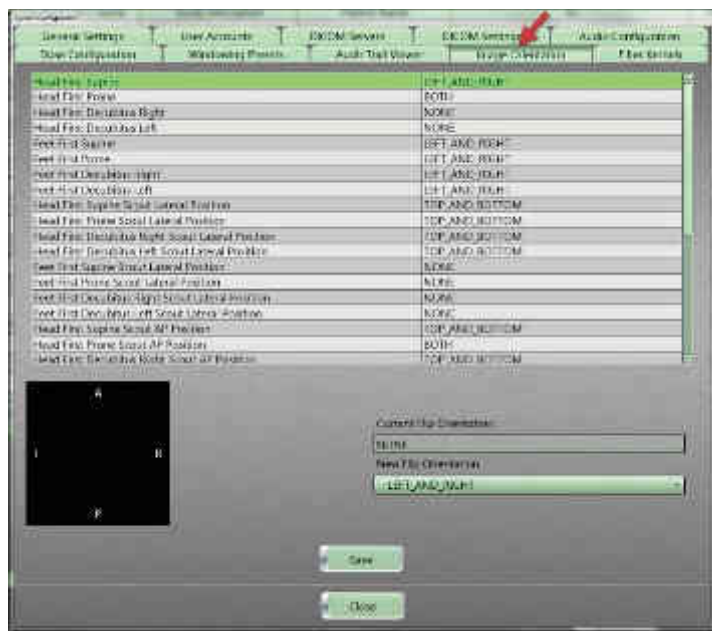 General Settings User Accounts DICOM Servers DICOM Settings Audio Configuration
Windowing Presets Audit Trail Viewer Image Orientation Filter Kernels
Head First Supine LEFT_AND_RIGHT
Head First Prone BOTH
Head First Decubitus Right NONE
Head First Decubitus Left NONE
Feet First Supine LEFT_AND_RIGHT
Feet First Prone LEFT_AND_RIGHT
Feet First Decubitus Right LEFT_AND_RIGHT
Feet First Decubitus Left LEFT_AND_RIGHT
Head First Supine Scout Lateral Position TOP_AND_BOTTOM
Head First Prone Scout Lateral Position TOP_AND_BOTTOM
Head First Decubitus Right Scout Lateral Position TOP_AND_BOTTOM
Head First Decubitus Left Scout Lateral Position TOP_AND_BOTTOM
Feet First Supine Scout Lateral Position NONE
Feet First Prone Scout Lateral Position NONE
Feet First Decubitus Right Scout Lateral Position NONE
Feet First Decubitus Left Scout Lateral Position NONE
Head First Supine Scout AP Position TOP_AND_BOTTOM
Head First Prone Scout AP Position BOTH
Head First Decubitus Right Scout AP Position TOP_AND_BOTTOM
A
R
P
Current Flip Orientation
New Flip Orientation
LEFT_AND_RIGHT
Save
Close